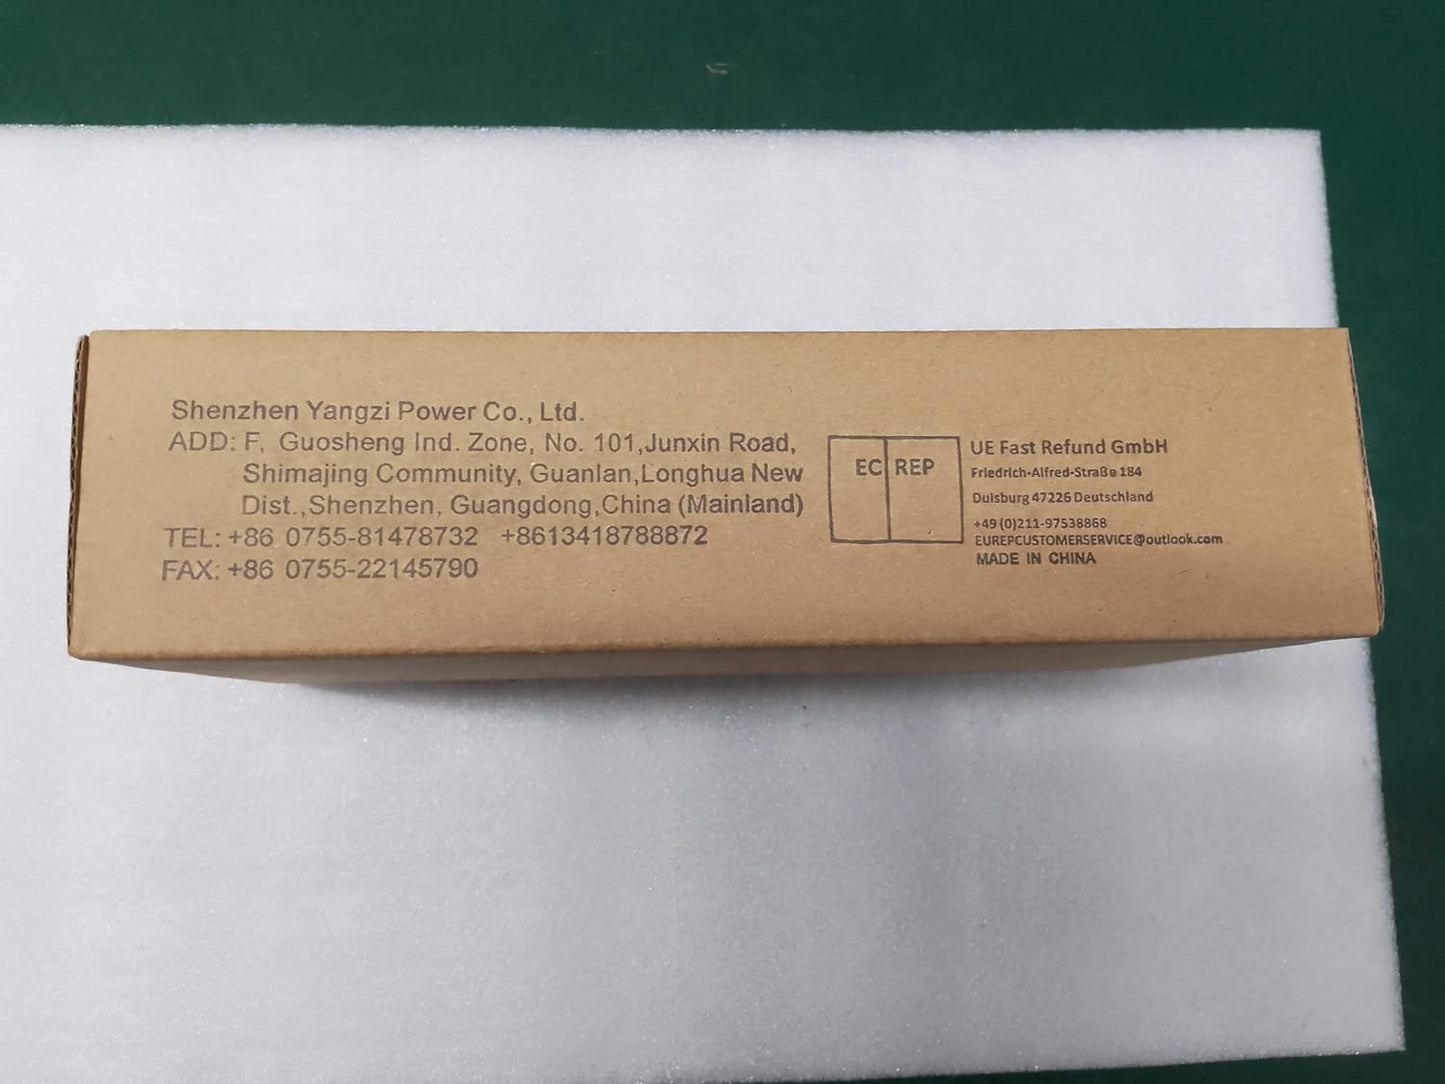 Shenzhen Yangzi Power Co., Ltd.
ADD: F, Guosheng Ind. Zone, No. 101,Junxin Road,
Shimajing Community, Guanlan,Longhua New
Dist.,Shenzhen, Guangdong,China (Mainland)
TEL: +86 0755-81478732 +8613418788872
FAX: +86 0755-22145790
EC REP
UE Fast Refund GmbH
Friedrich-Alfred-Straße 184
Duisburg 47226 Deutschland
+49 (0)211-97538868
EUREPCUSTOMERSERVICE@outlook.com
MADE IN CHINA